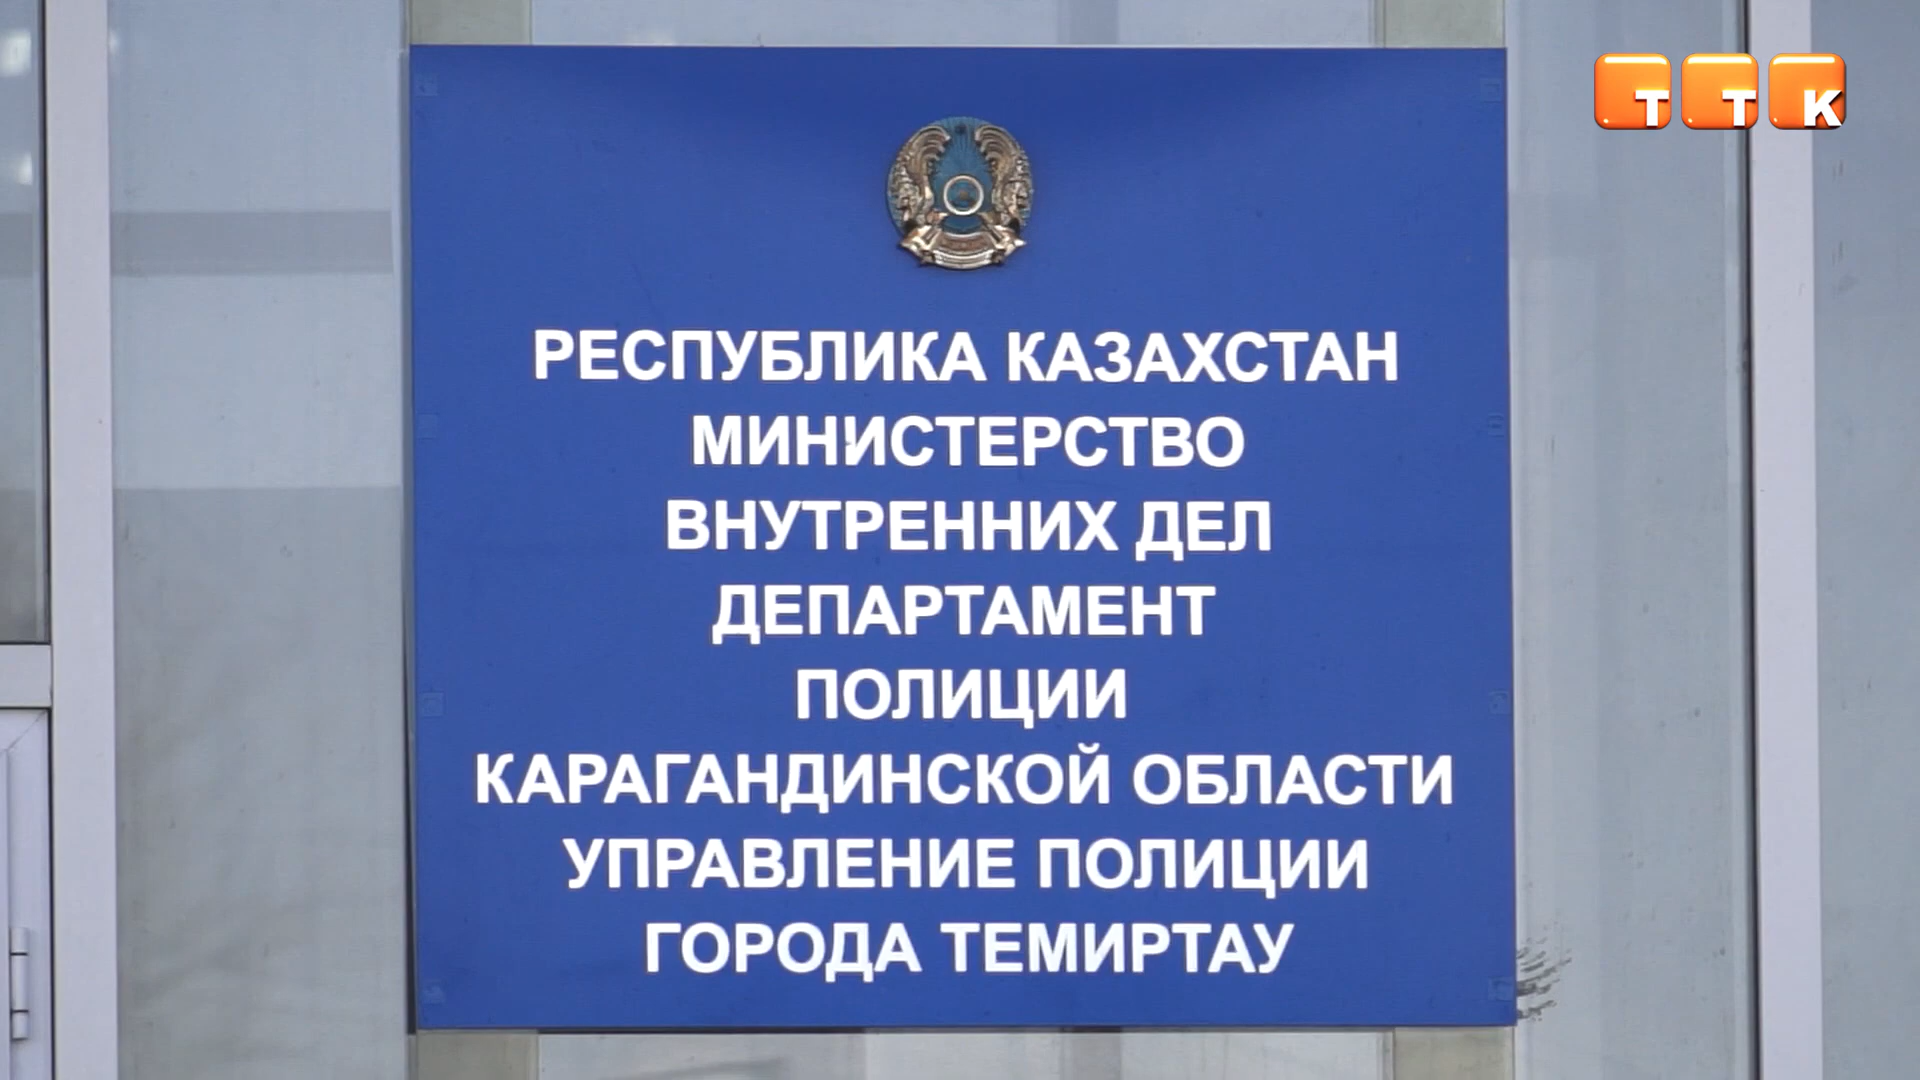 ТТК
РЕСПУБЛИКА КАЗАХСТАН
МИНИСТЕРСТВО
ВНУТРЕННИХ ДЕЛ
ДЕПАРТАМЕНТ
ПОЛИЦИИ
КАРАГАНДИНСКОЙ ОБЛАСТИ
УПРАВЛЕНИЕ ПОЛИЦИИ
ГОРОДА ТЕМИРТАУ